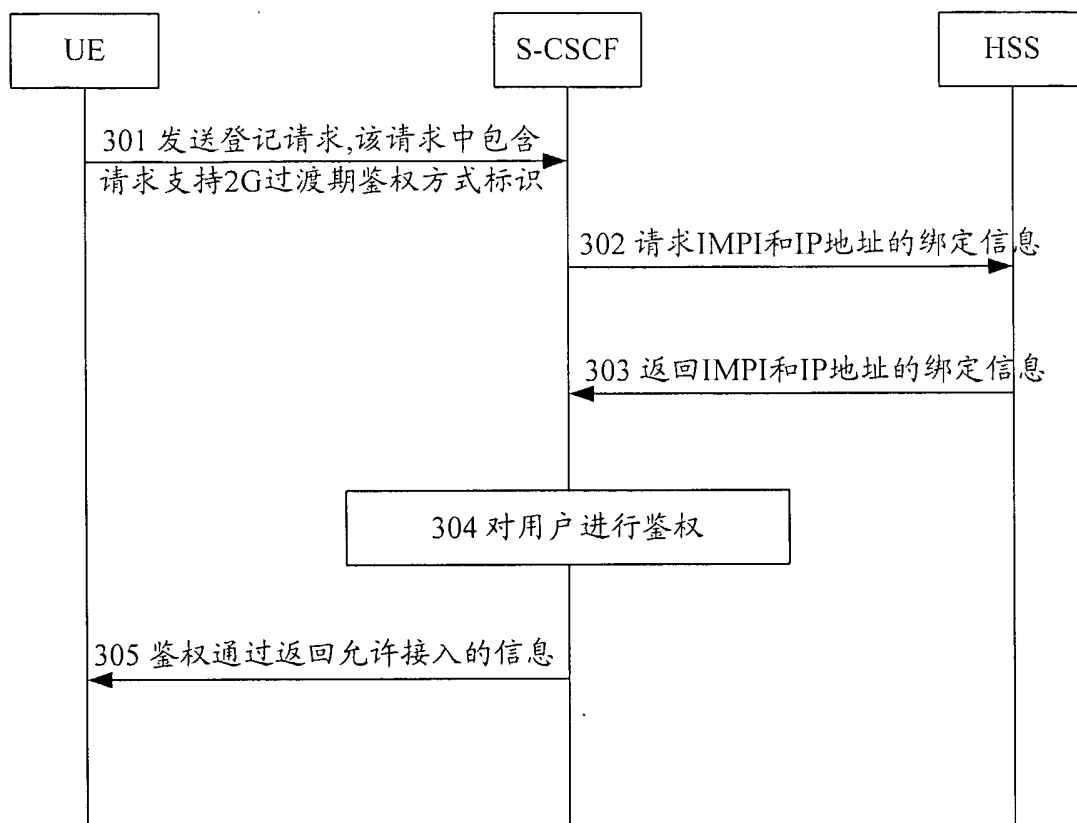 UE
S-CSCF
HSS
301 发送登记请求,该请求中包含
请求支持2G过渡期鉴权方式标识
302 请求IMPI和IP地址的绑定信息
303 返回IMPI和IP地址的绑定信息
304 对用户进行鉴权
305 鉴权通过返回允许接入的信息